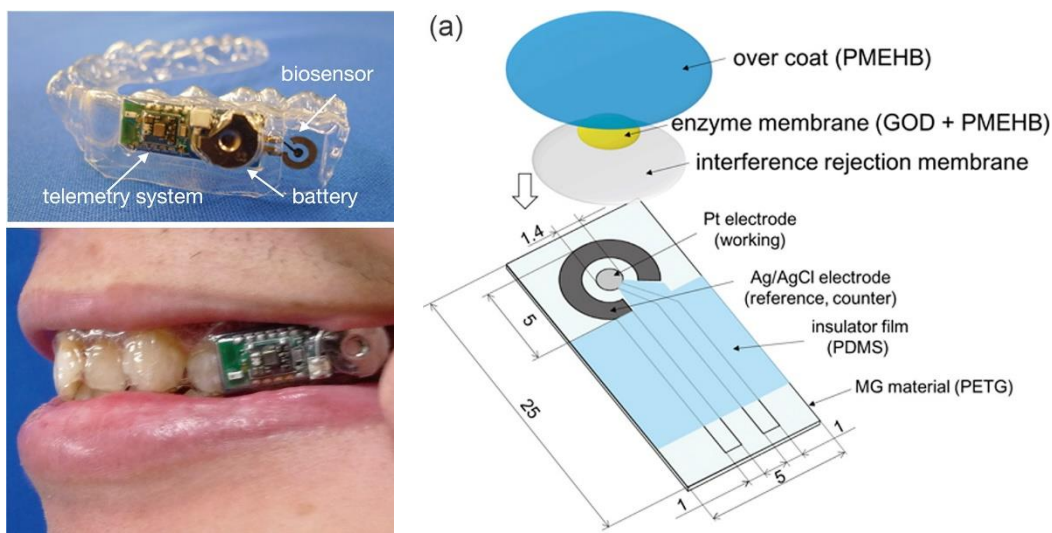 biosensor
telemetry system
battery
(a)
over coat (PMEHB)
enzyme membrane (GOD + PMEHB)
interference rejection membrane
1.4
Pt electrode
(working)
Ag/AgCl electrode
(reference, counter)
5
insulator film
(PDMS)
MG material (PETG)
25
1
5
1